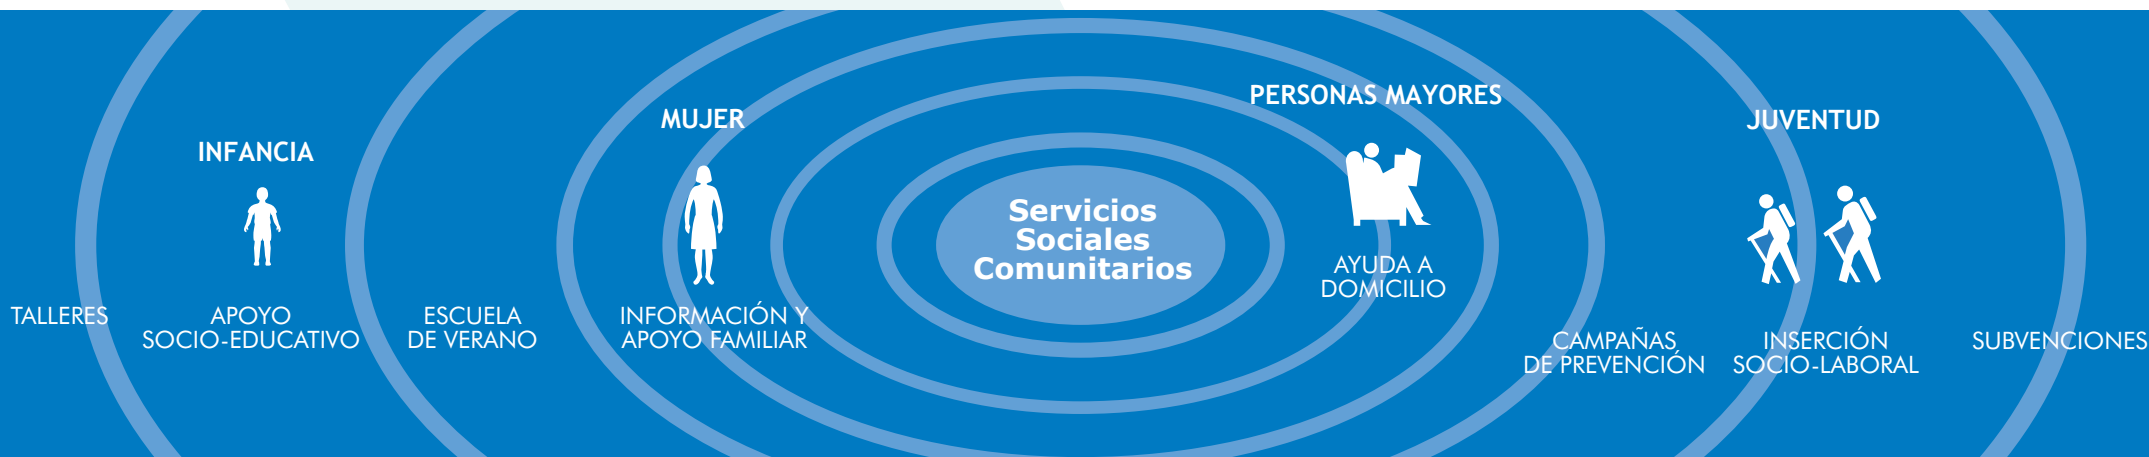 INFANCIA
TALLERES
APOYO
SOCIO-EDUCATIVO
ESCUELA
DE VERANO
MUJER
INFORMACIÓN Y
APOYO FAMILIAR
Servicios
Sociales
Comunitarios
PERSONAS MAYORES
AYUDA A
DOMICILIO
JUVENTUD
CAMPAÑAS
DE PREVENCIÓN
INSERCIÓN
SOCIO-LABORAL
SUBVENCIONES